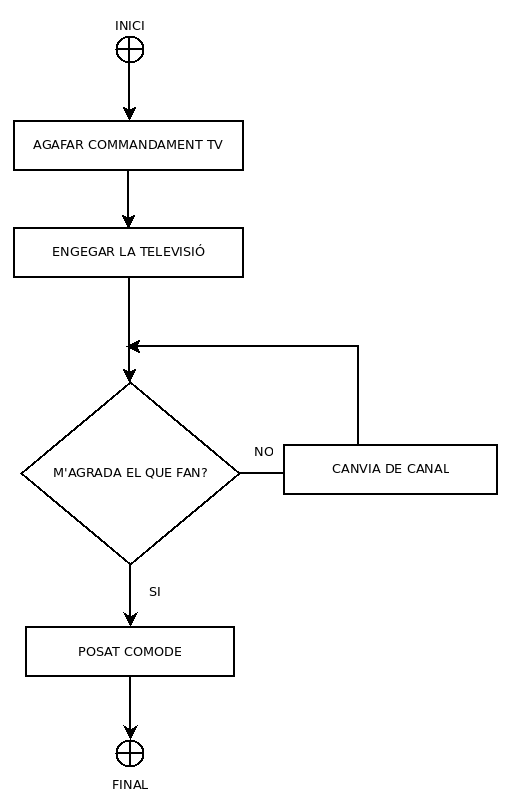 INICI
AGAFAR COMMANDAMENT TV
ENGEGAR LA TELEVISIÓ
M'AGRADA EL QUE FAN?
NO
CANVIA DE CANAL
SI
POSAT COMODE
FINAL